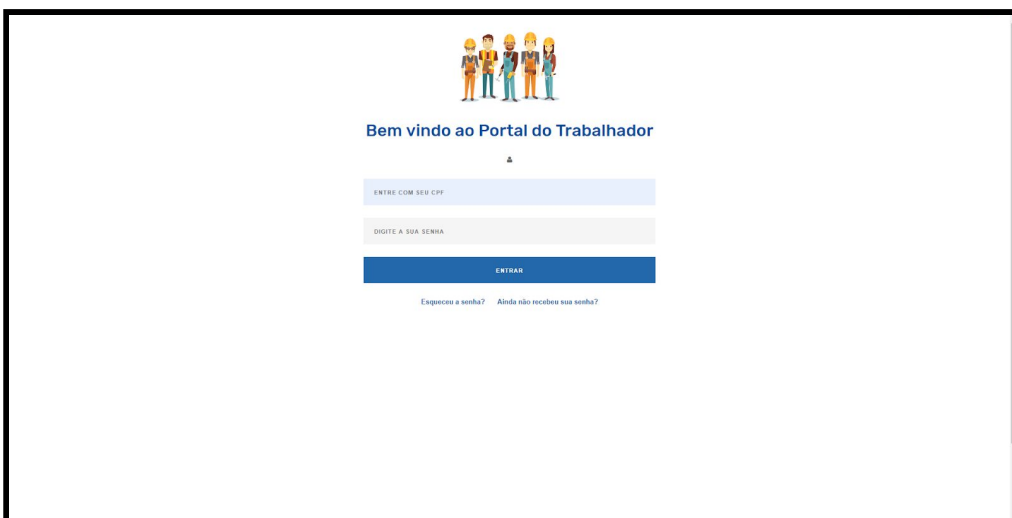 Bem vindo ao Portal do Trabalhador
ENTRE COM SEU CPF
DIGITE A SUA SENHA
ENTRAR
Esqueceu a senha? Ainda não recebeu sua senha?